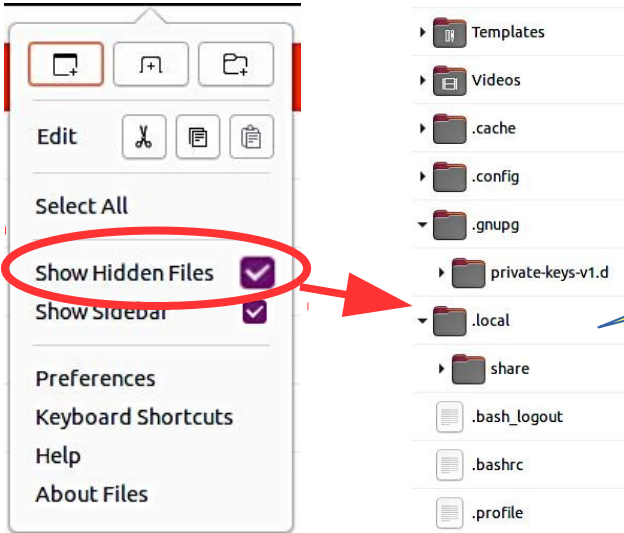 Edit
Select All
Show Hidden Files
Show Sidebar
Preferences
Keyboard Shortcuts
Help
About Files
Templates
Videos
.cache
.config
.gnupg
private-keys-v1.d
.local
share
.bash_logout
.bashrc
.profile